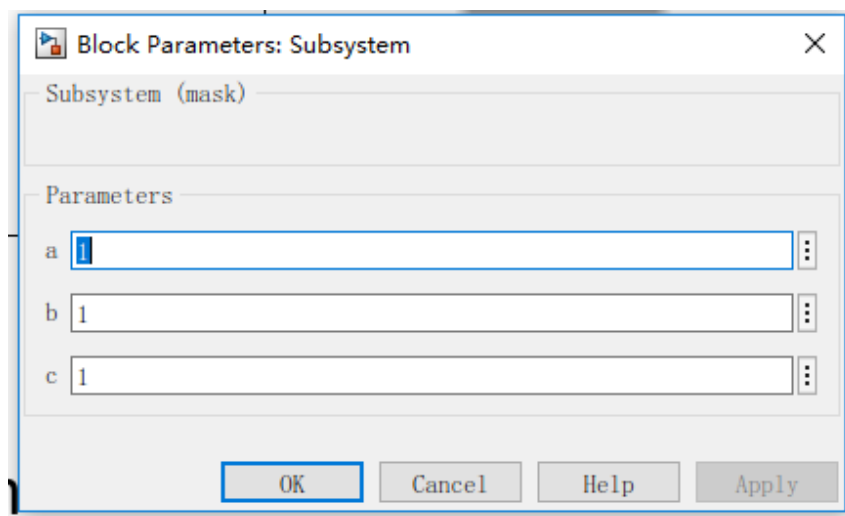 Block Parameters: Subsystem
Subsystem (mask)
Parameters
a 1
b 1
c 1
OK Cancel Help Apply